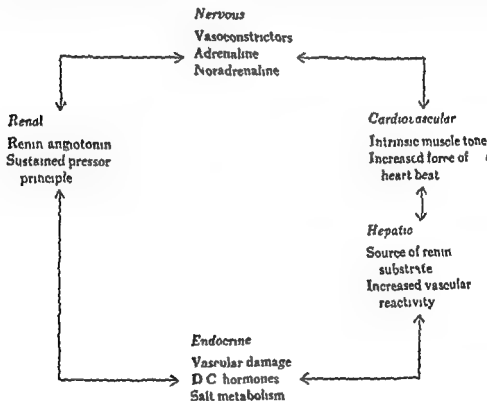 Nervous
Vasoconstrictors
Adrenaline
Noradrenaline
Renal
Renin angiotonin
Sustained pressor
principle
Cardiovascular
Intrinsic muscle tone
Increased force of
heart beat
Hepatic
Source of renin
substrate
Increased vascular
reactivity
Endocrine
Vascular damage
D C hormones
Salt metabolism